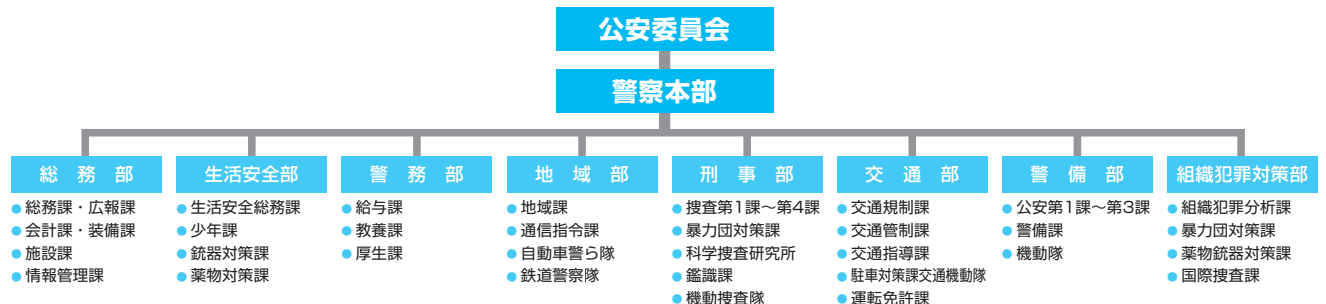 公安委員会
警察本部
総務部
総務課・広報課
会計課・装備課
施設課
情報管理課
生活安全部
生活安全総務課
少年課
銃器対策課
薬物対策課
警務部
給与課
教養課
厚生課
地域部
地域課
通信指令課
自動車警ら隊
鉄道警察隊
刑事部
捜査第1課～第4課
暴力団対策課
科学捜査研究所
鑑識課
機動捜査隊
交通部
交通規制課
交通管制課
交通指導課
駐車対策課交通機動隊
運転免許課
警備部
公安第1課～第3課
警備課
機動隊
組織犯罪対策部
組織犯罪分析課
暴力団対策課
薬物銃器対策課
国際捜査課